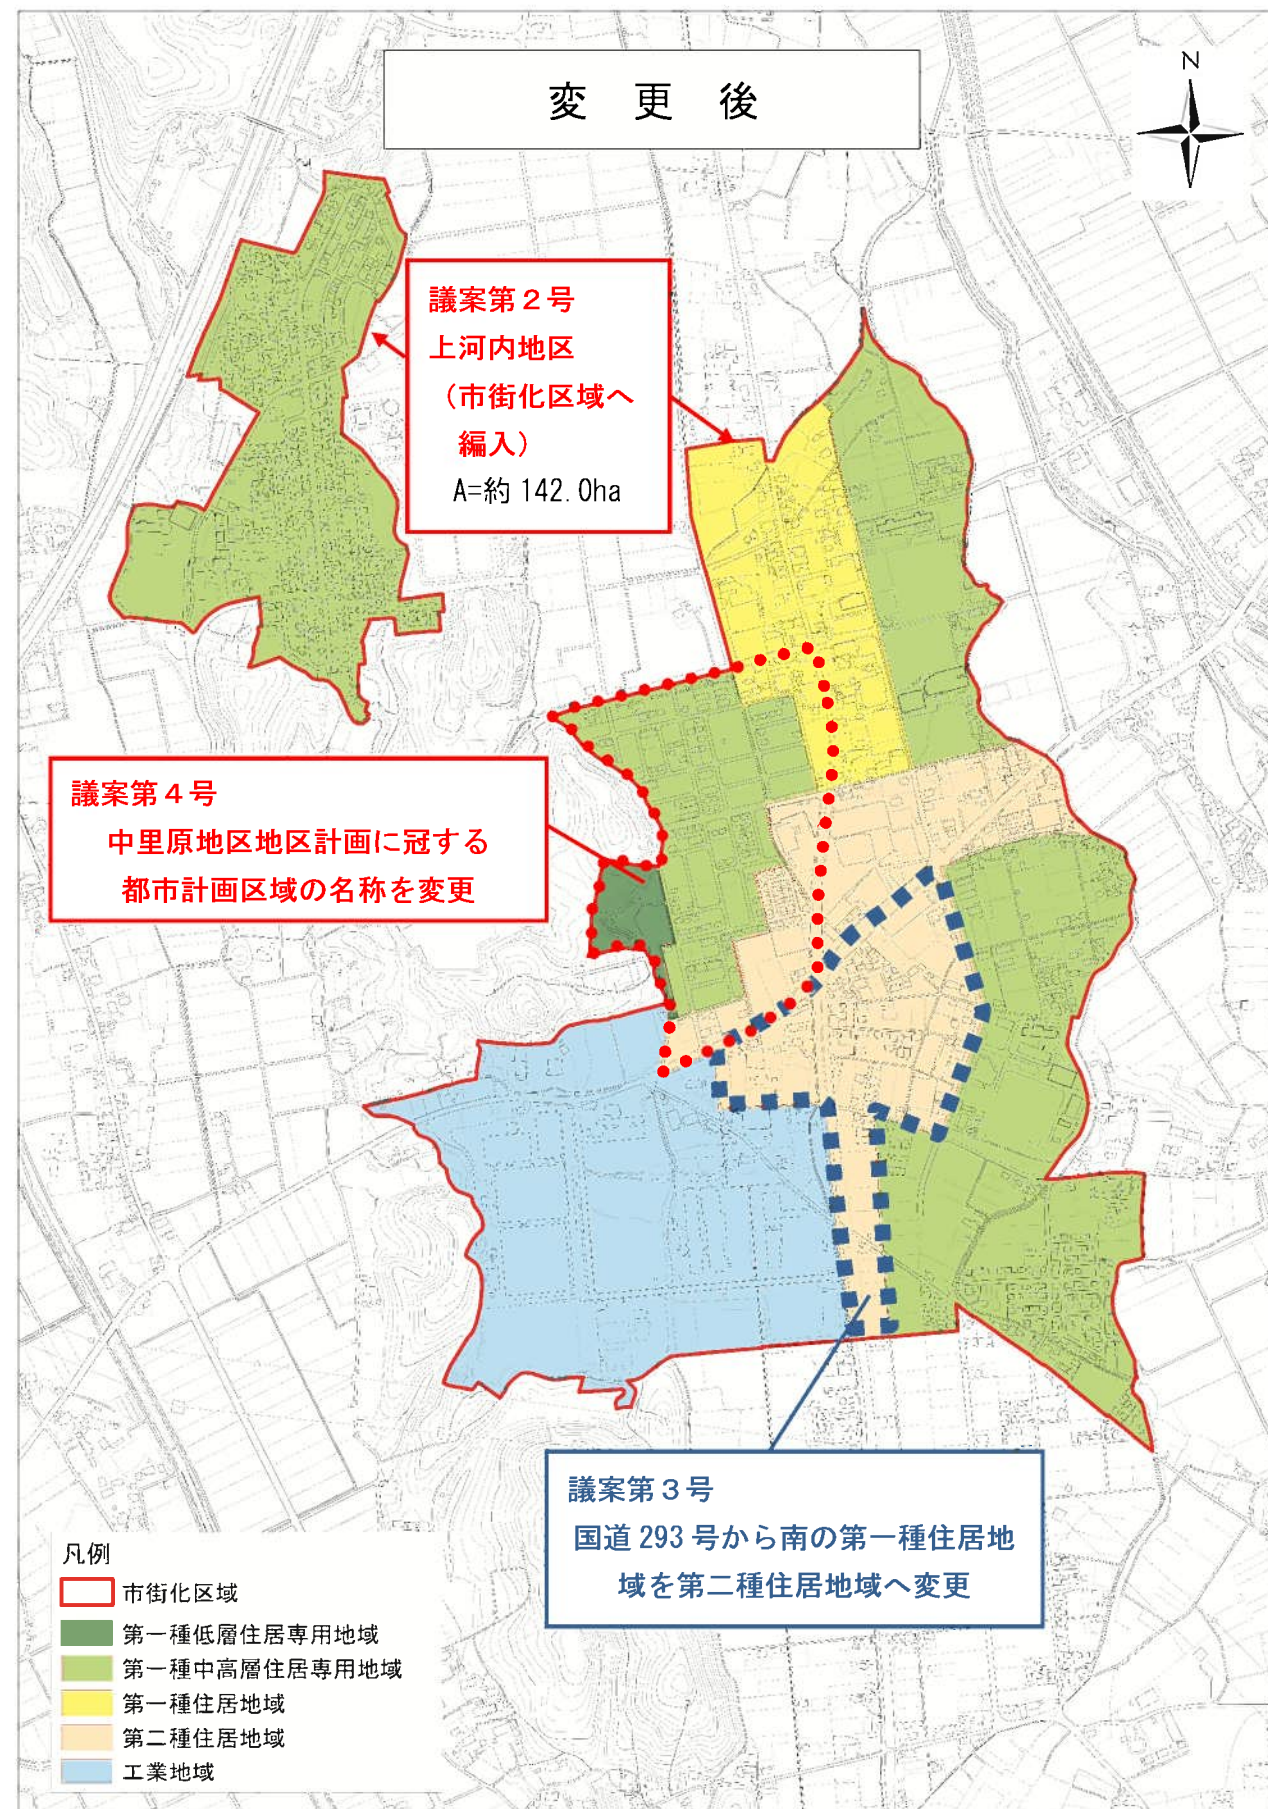 変更後
N
議案第２号
上河内地区
（市街化区域へ
編入）
A=約 142.0ha
議案第４号
中里原地区地区計画に冠する
都市計画区域の名称を変更
議案第３号
国道 293 号から南の第一種住居地
域を第二種住居地域へ変更
凡例
市街化区域
第一種低層住居専用地域
第一種中高層住居専用地域
第一種住居地域
第二種住居地域
工業地域